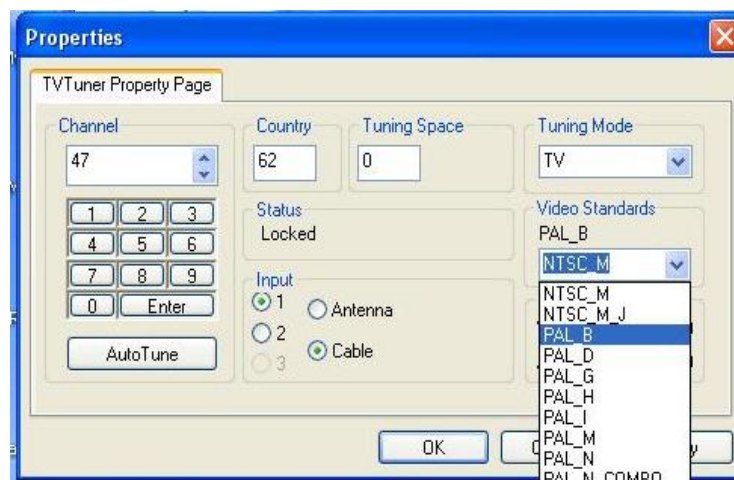 Properties
TVTuner Property Page
Channel
47
1 2 3
4 5 6
7 8 9
0 Enter
AutoTune
Country
62
Tuning Space
0
Status
Locked
Input
1
2
3
Antenna
Cable
Tuning Mode
TV
Video Standards
PAL_B
NTSC_M
NTSC_M
NTSC_M_J
PAL_B
PAL_D
PAL_G
PAL_H
PAL_I
PAL_M
PAL_N
PAL_N_COMBO
OK